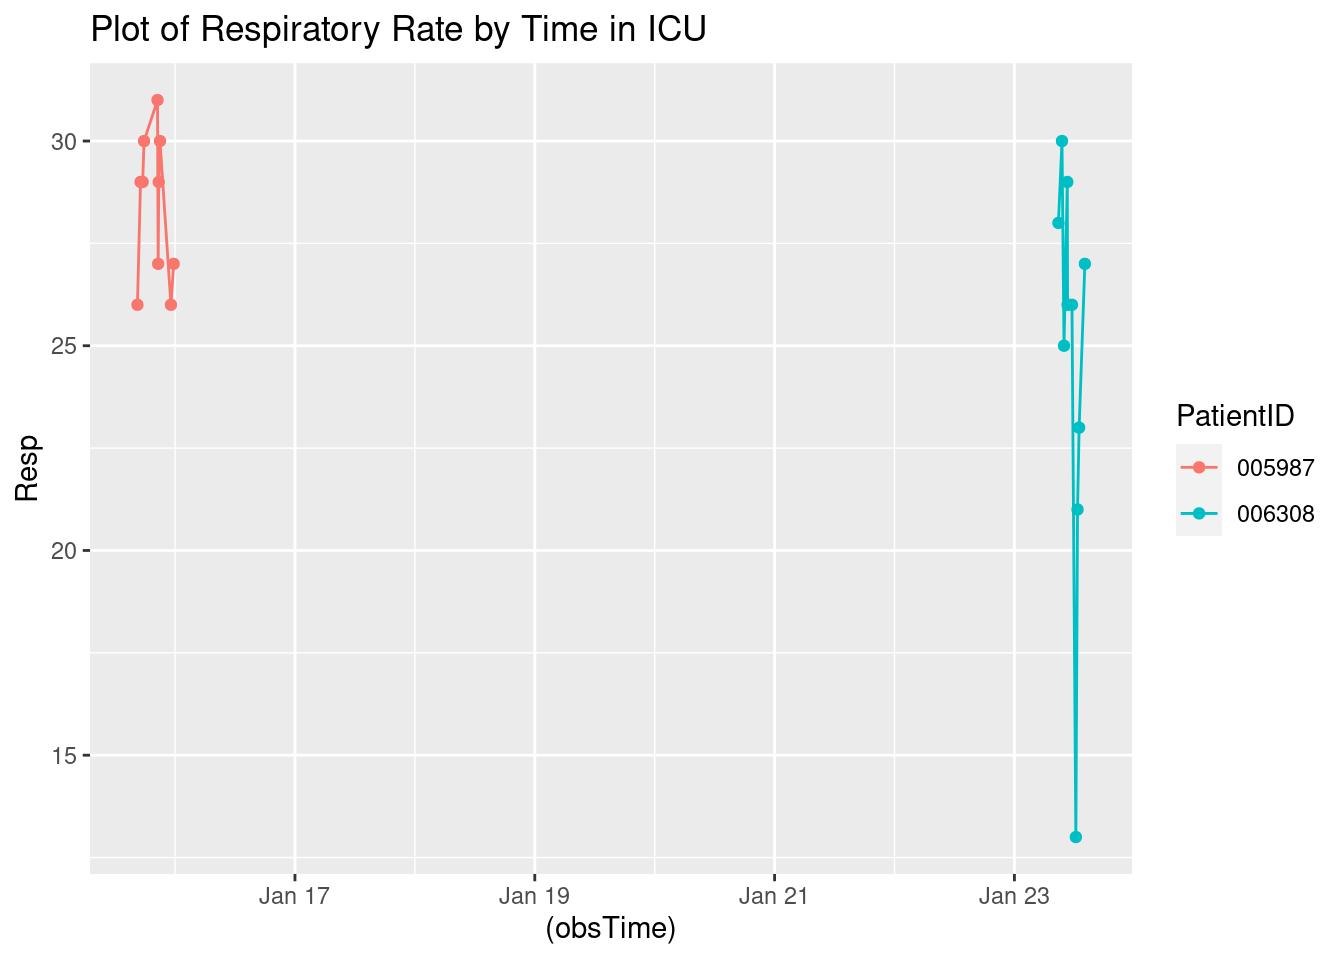 Plot of Respiratory Rate by Time in ICU
30
25
20
15
Resp
Jan 17
Jan 19
Jan 21
Jan 23
(obsTime)
PatientID
005987
006308